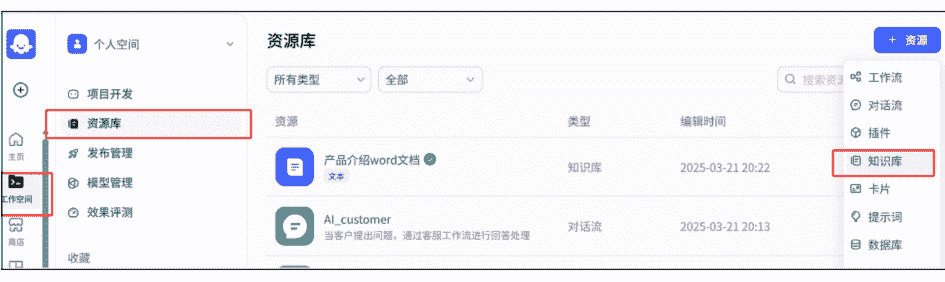 个人空间
资源库
+ 资源
所有类型
全部
搜索资源
工作流
项目开发
对话流
资源库
资源
类型
编辑时间
插件
主页
发布管理
产品介绍word文档
文本
知识库
2025-03-21 20:22
知识库
模型管理
卡片
工作空间
效果评测
AI_customer
当客户提出问题，通过客服工作流进行回答处理
对话流
2025-03-21 20:13
提示词
商店
数据库
收藏